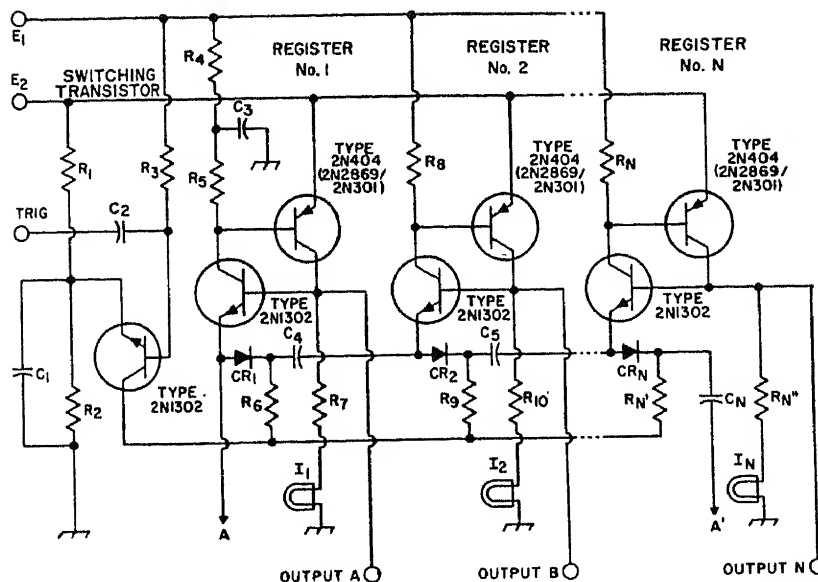 E1
E2
SWITCHING
TRANSISTOR
R1
TRIG
C2
R3
C1
R2
TYPE
2N1302
R4
C3
R5
REGISTER
No. 1
TYPE
2N404
(2N2869/
2N301)
TYPE
2N1302
CR1
C4
R6
R7
I1
A
OUTPUT A
REGISTER
No. 2
R8
TYPE
2N404
(2N2869/
2N301)
TYPE
2N1302
CR2
C5
R9
R10
I2
OUTPUT B
REGISTER
No. N
RN
TYPE
2N404
(2N2869/
2N301)
TYPE
2N1302
CRN
RN'
CN
RN"
IN
A'
OUTPUT N